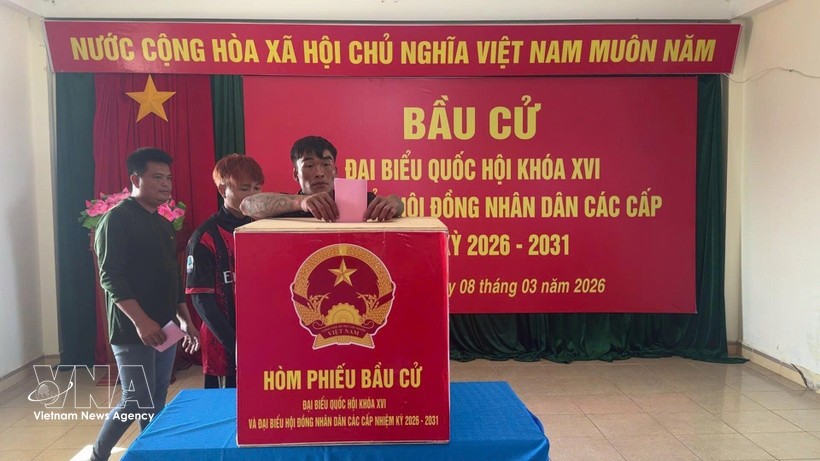 NƯỚC CỘNG HÒA XÃ HỘI CHỦ NGHĨA VIỆT NAM MUÔN NĂM
BẦU CỬ
ĐẠI BIỂU QUỐC HỘI KHÓA XVI
HỘI ĐỒNG NHÂN DÂN CÁC CẤP
KỲ 2026 - 2031
08 tháng 03 năm 2026
VIỆT NAM
HÒM PHIẾU BẦU CỬ
ĐẠI BIỂU QUỐC HỘI KHÓA XVI
VÀ ĐẠI BIỂU HỘI ĐỒNG NHÂN DÂN CÁC CẤP NHIỆM KỲ 2026 - 2031
VNA
Vietnam News Agency